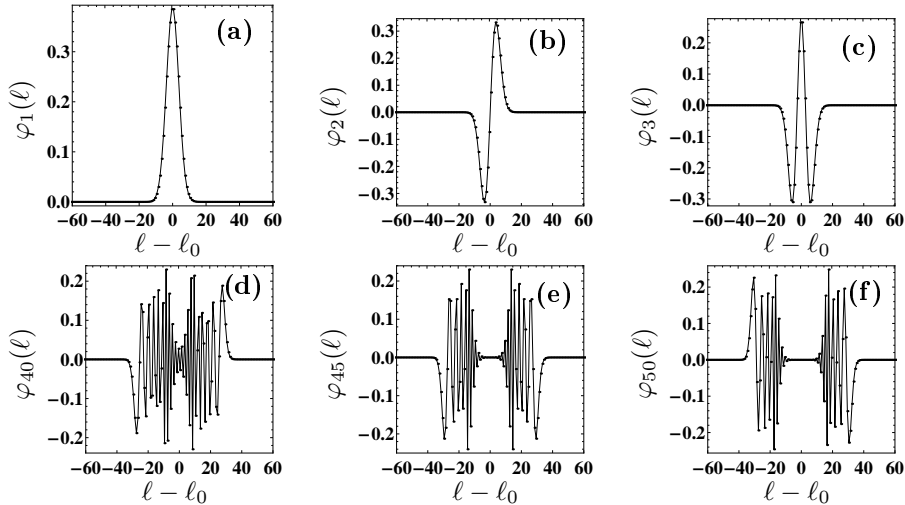 (a) (b) (c)
φ₁(ℓ) 0.3 0.2 0.1 0.0
φ₂(ℓ) 0.3 0.2 0.1 0.0 −0.1 −0.2 −0.3
φ₃(ℓ) 0.2 0.1 0.0 −0.1 −0.2 −0.3
−60 −40 −20 0 20 40 60 −60 −40 −20 0 20 40 60 −60 −40 −20 0 20 40 60
ℓ − ℓ₀ ℓ − ℓ₀ ℓ − ℓ₀
(d) (e) (f)
φ₄₀(ℓ) 0.2 0.1 0.0 −0.1 −0.2
φ₄₅(ℓ) 0.2 0.1 0.0 −0.1 −0.2
φ₅₀(ℓ) 0.2 0.1 0.0 −0.1 −0.2
−60 −40 −20 0 20 40 60 −60 −40 −20 0 20 40 60 −60 −40 −20 0 20 40 60
ℓ − ℓ₀ ℓ − ℓ₀ ℓ − ℓ₀